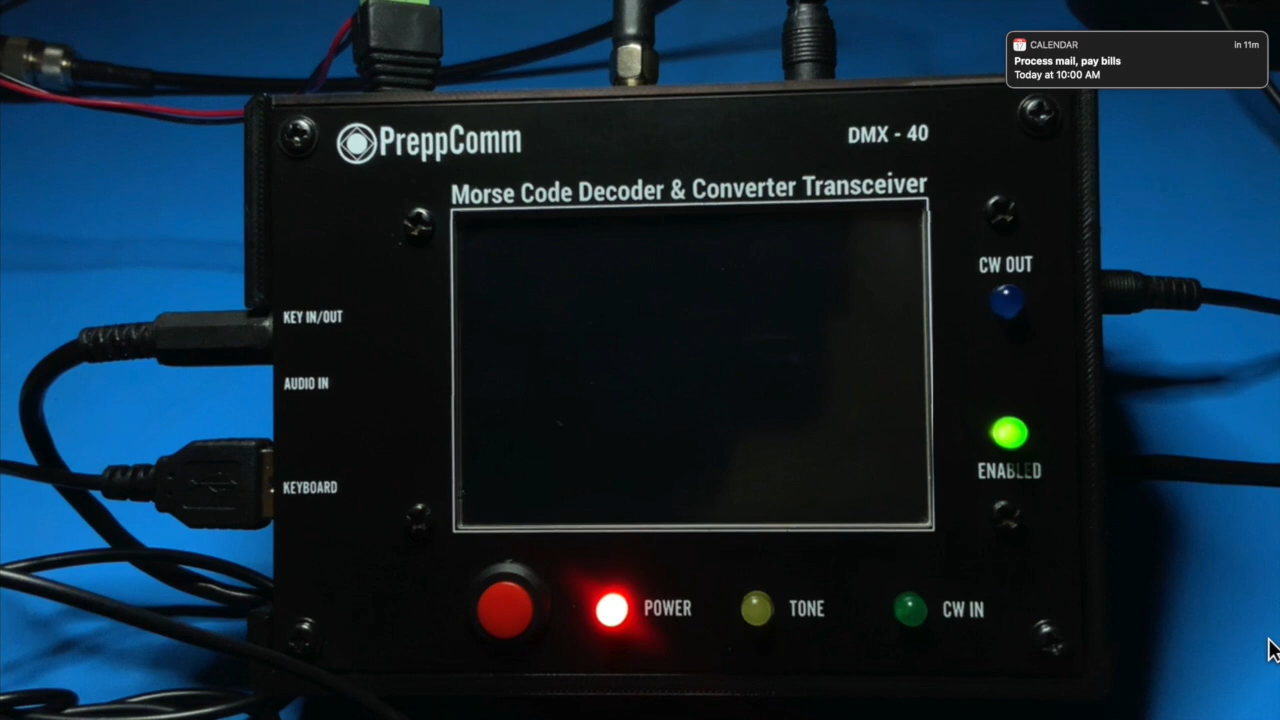 CALENDAR
in 11m
Process mail, pay bills
Today at 10:00 AM
PreppComm
DMX - 40
Morse Code Decoder & Converter Transceiver
CW OUT
KEY IN/OUT
AUDIO IN
ENABLED
KEYBOARD
POWER
TONE
CW IN